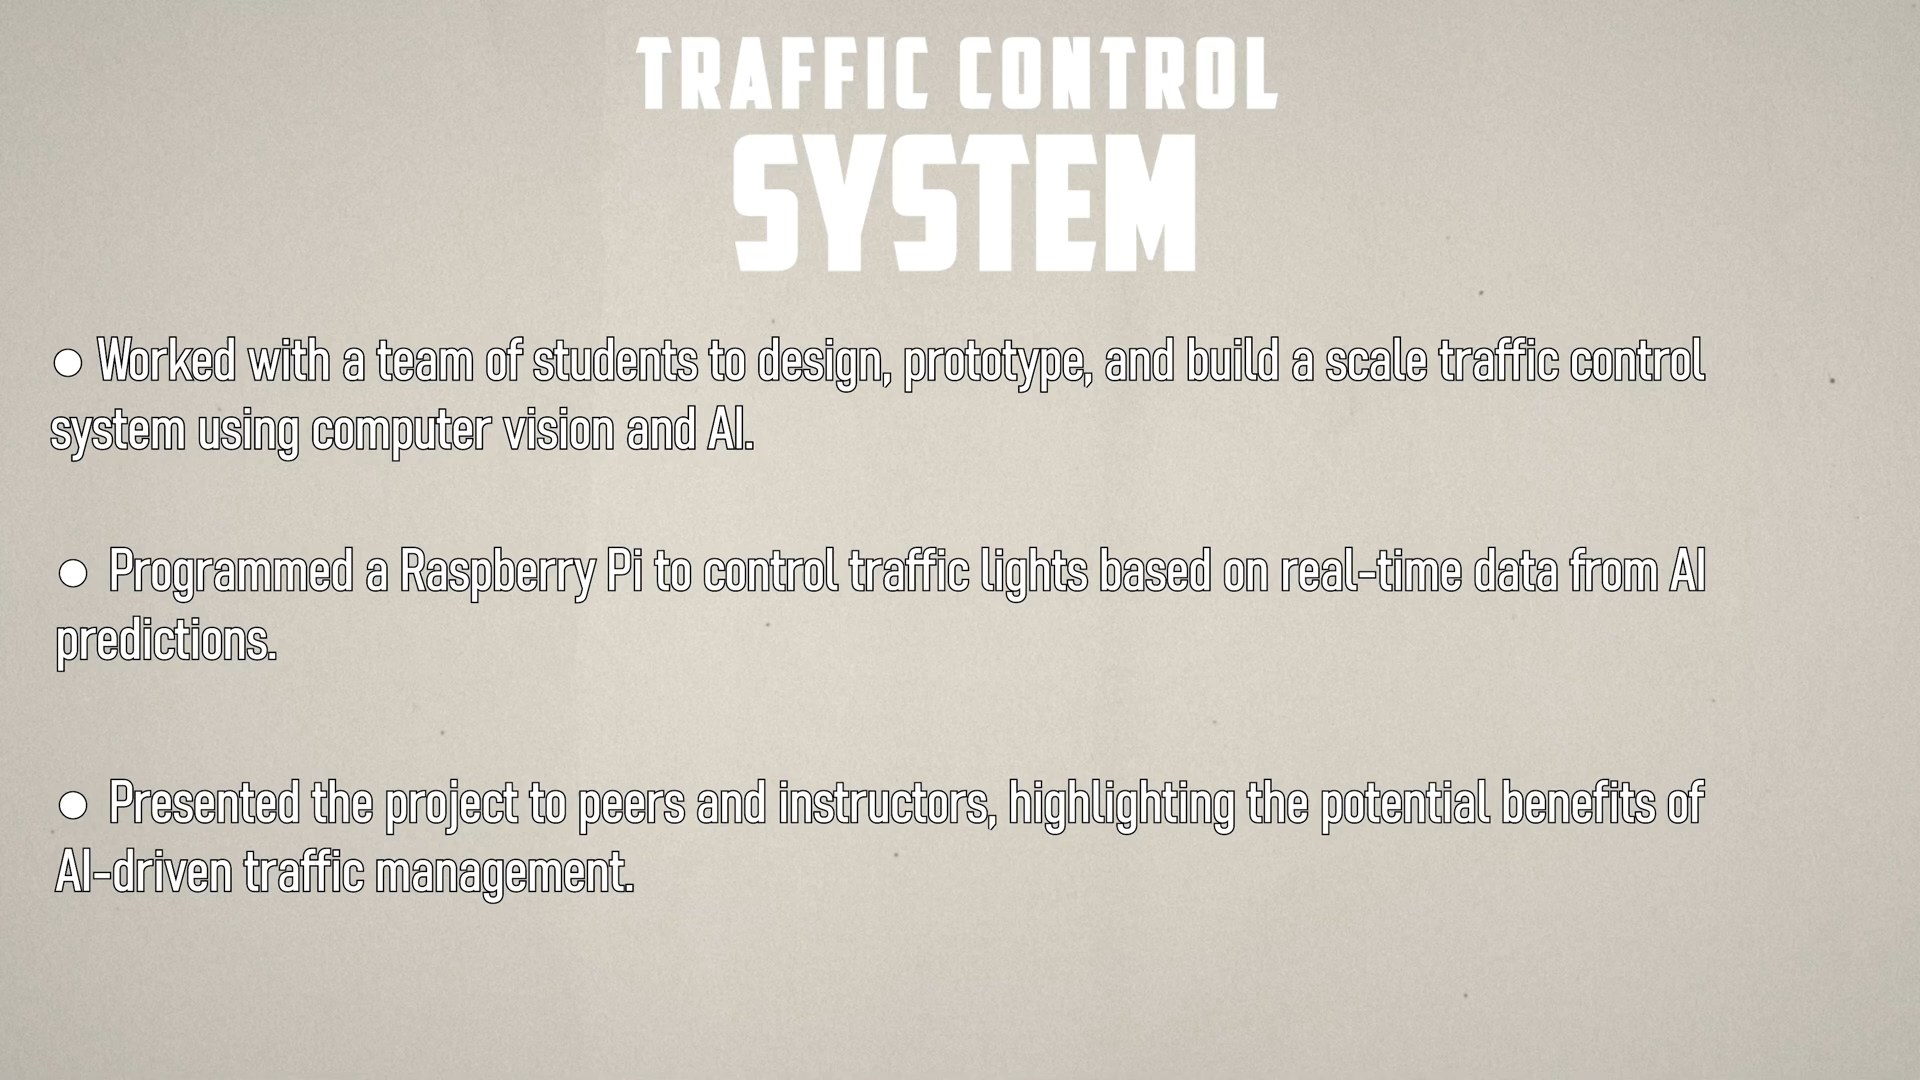 TRAFFIC CONTROL
SYSTEM
● Worked with a team of students to design, prototype, and build a scale traffic control
system using computer vision and AI.
● Programmed a Raspberry Pi to control traffic lights based on real-time data from AI
predictions.
● Presented the project to peers and instructors, highlighting the potential benefits of
AI-driven traffic management.